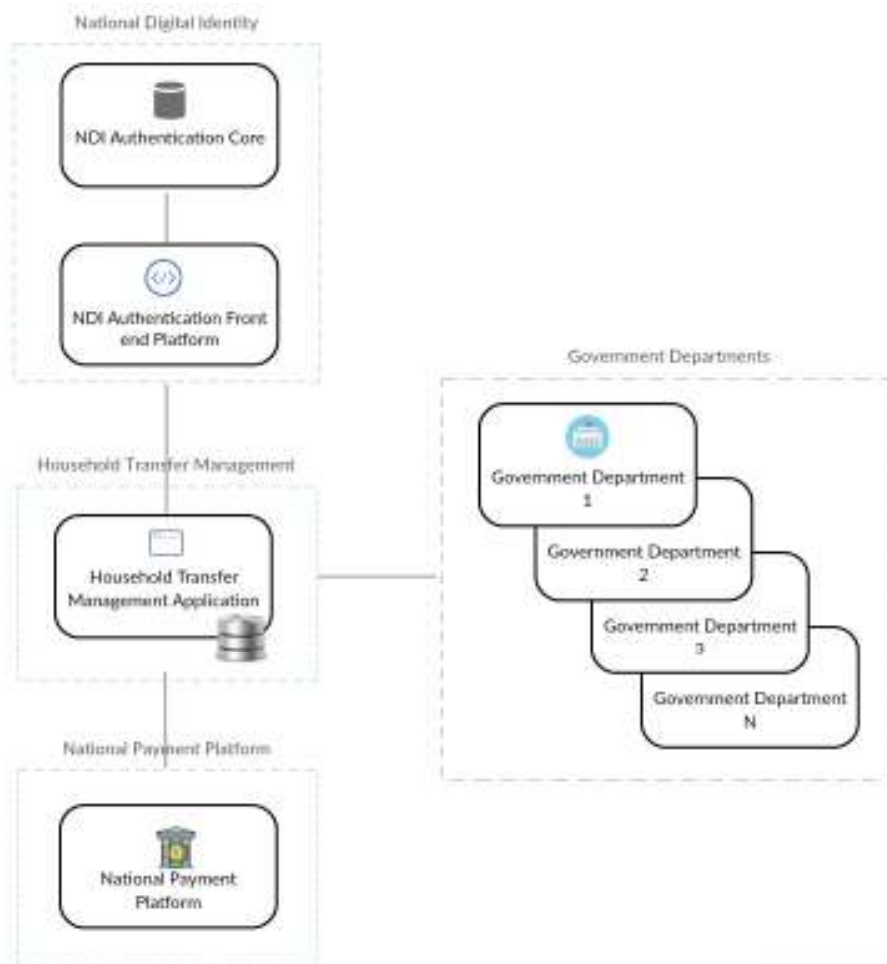 National Digital Identity
NDI Authentication Core
NDI Authentication Front
end Platform
Government Departments
Government Department
1
Government Department
2
Government Department
3
Government Department
N
Household Transfer Management
Household Transfer
Management Application
National Payment Platform
National Payment
Platform